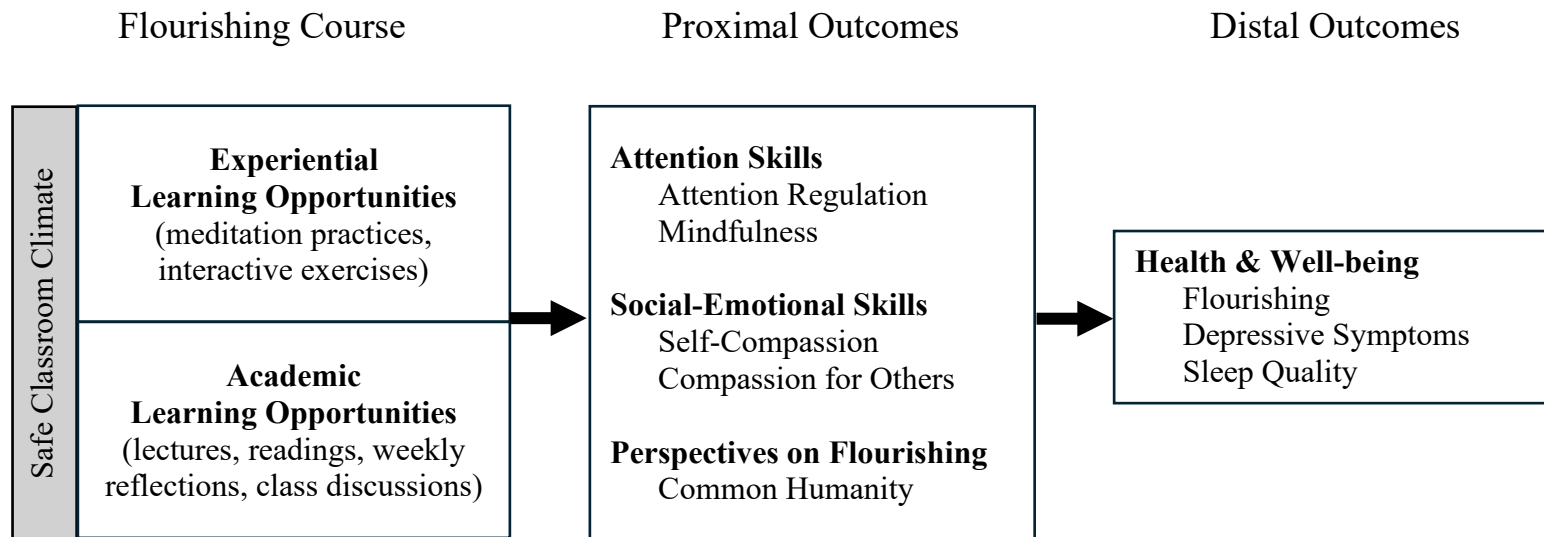 Flourishing Course
Proximal Outcomes
Distal Outcomes
Safe Classroom Climate
Experiential
Learning Opportunities
(meditation practices,
interactive exercises)
Academic
Learning Opportunities
(lectures, readings, weekly
reflections, class discussions)
Attention Skills
Attention Regulation
Mindfulness
Social-Emotional Skills
Self-Compassion
Compassion for Others
Perspectives on Flourishing
Common Humanity
Health & Well-being
Flourishing
Depressive Symptoms
Sleep Quality